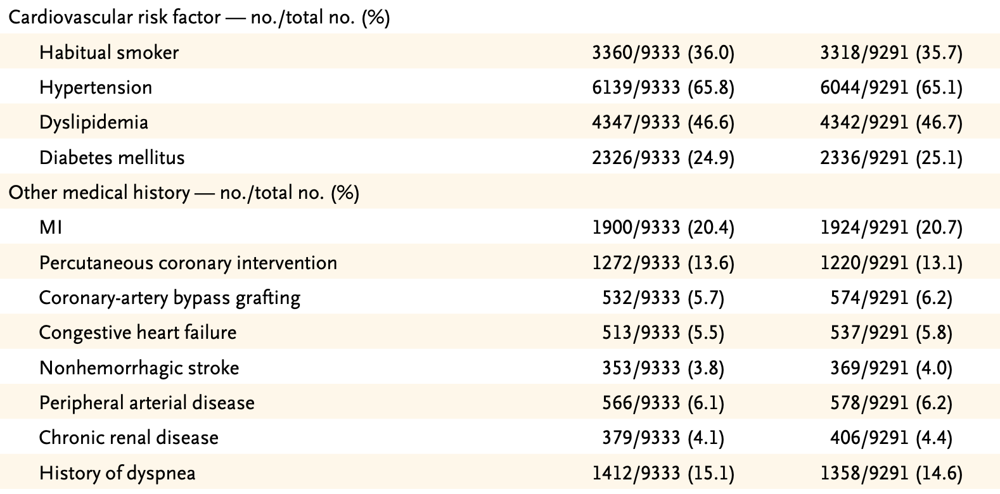 Cardiovascular risk factor — no./total no. (%)
Habitual smoker 3360/9333 (36.0) 3318/9291 (35.7)
Hypertension 6139/9333 (65.8) 6044/9291 (65.1)
Dyslipidemia 4347/9333 (46.6) 4342/9291 (46.7)
Diabetes mellitus 2326/9333 (24.9) 2336/9291 (25.1)
Other medical history — no./total no. (%)
MI 1900/9333 (20.4) 1924/9291 (20.7)
Percutaneous coronary intervention 1272/9333 (13.6) 1220/9291 (13.1)
Coronary-artery bypass grafting 532/9333 (5.7) 574/9291 (6.2)
Congestive heart failure 513/9333 (5.5) 537/9291 (5.8)
Nonhemorrhagic stroke 353/9333 (3.8) 369/9291 (4.0)
Peripheral arterial disease 566/9333 (6.1) 578/9291 (6.2)
Chronic renal disease 379/9333 (4.1) 406/9291 (4.4)
History of dyspnea 1412/9333 (15.1) 1358/9291 (14.6)